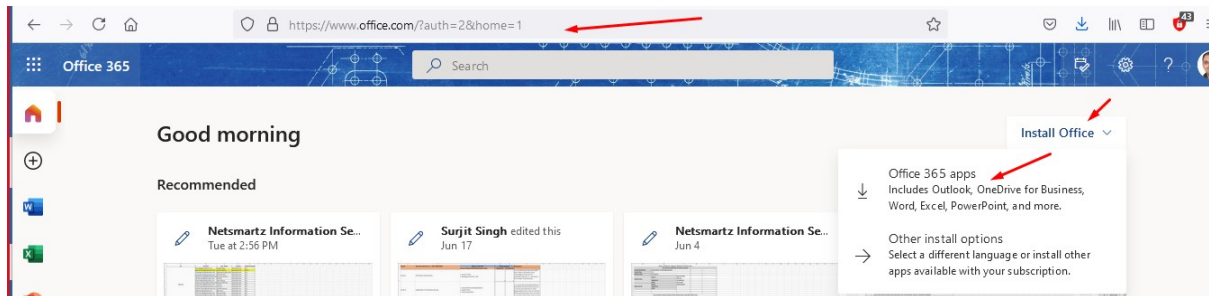 https://www.office.com/?auth=2&home=1
43
Office 365
Search
?
Good morning
Install Office
Recommended
Office 365 apps
Includes Outlook, OneDrive for Business,
Word, Excel, PowerPoint, and more.
Other install options
Select a different language or install other
apps available with your subscription.
Netsmartz Information Se...
Tue at 2:56 PM
Surjit Singh edited this
Jun 17
Netsmartz Information Se...
Jun 4